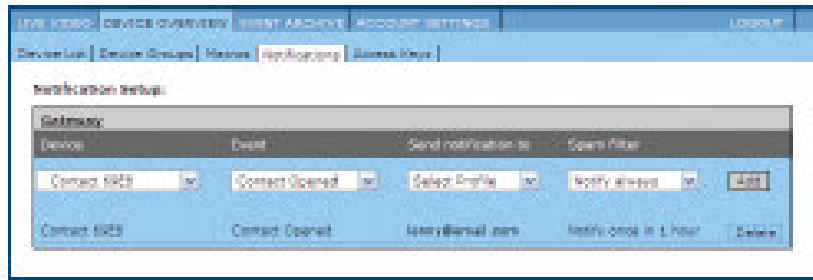 LIVE VIDEO DEVICE OVERVIEW EVENT ARCHIVE ACCOUNT SETTINGS LOGOUT
Device List Device Groups Macros Notifications Access Keys
Notification Setup:
Gateway
Device Event Send notification to Spam filter
Contact Contact Opened Select Profile Notify always Add
Contact Contact Opened Notify once in 1 hour Delete